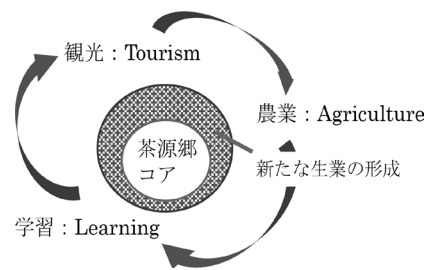 観光：Tourism
農業：Agriculture
茶源郷
コア
新たな生業の形成
学習：Learning